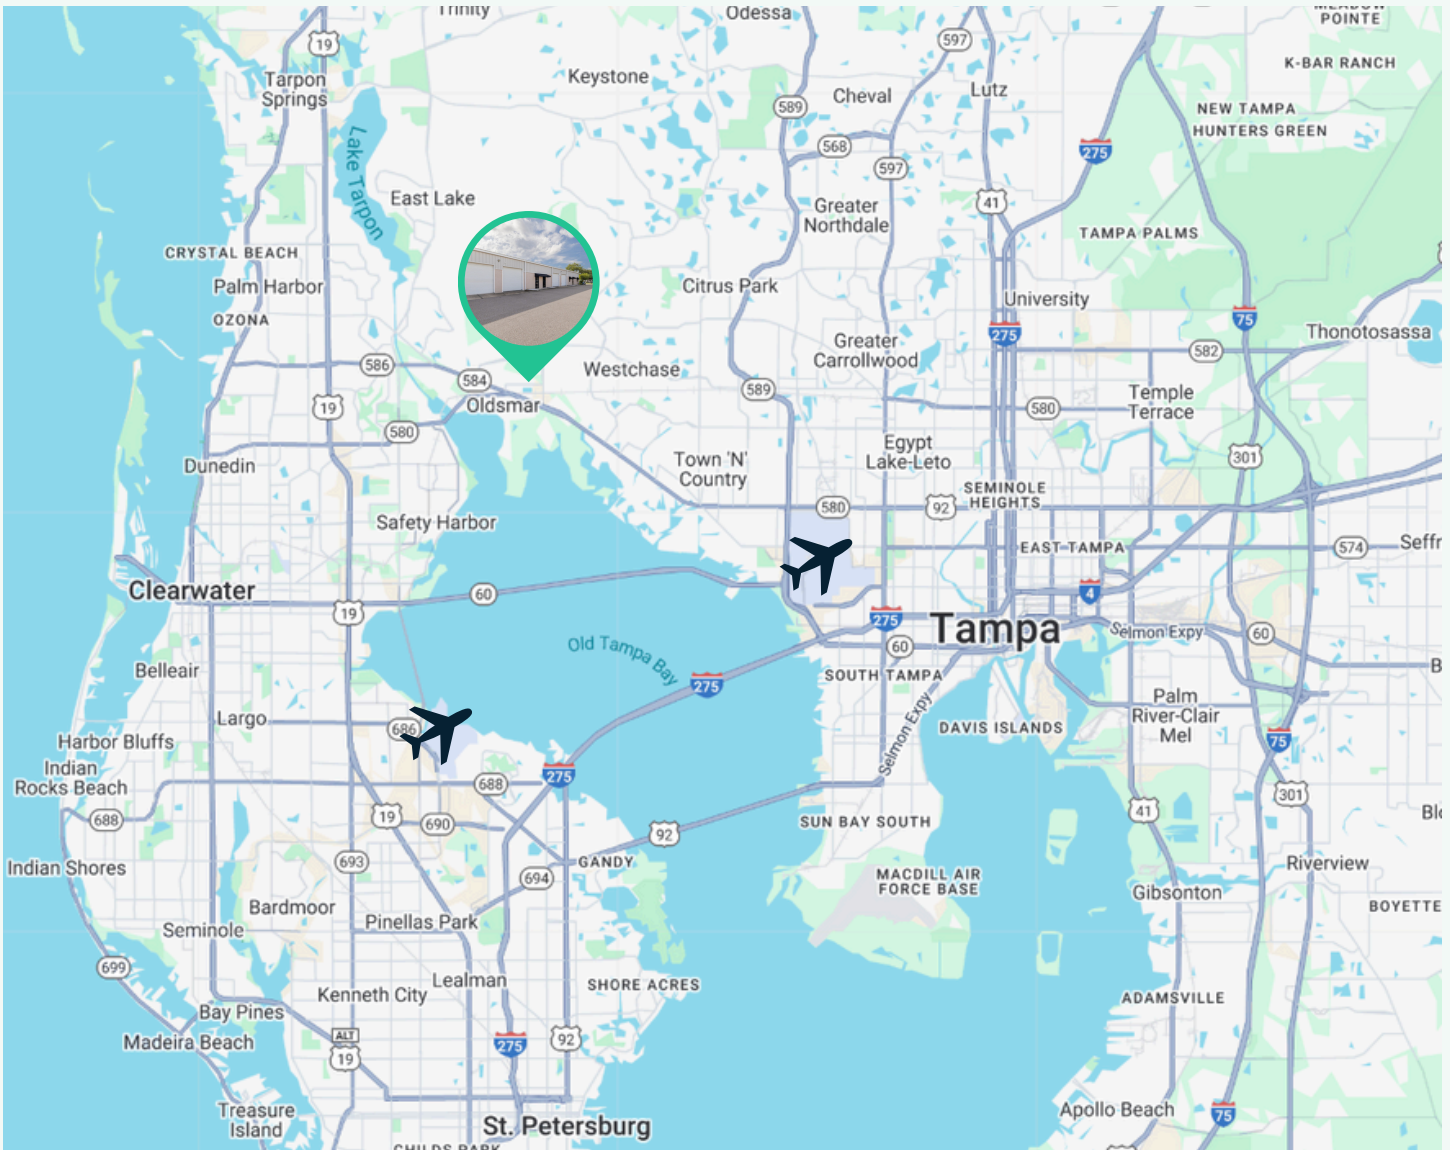 Trinity
Odessa
MEADOW
POINTE
19
597
K-BAR RANCH
Tarpon
Springs
Keystone
Cheval
Lutz
589
NEW TAMPA
HUNTERS GREEN
568
275
597
Lake Tarpon
East Lake
41
Greater
Northdale
TAMPA PALMS
CRYSTAL BEACH
Palm Harbor
Citrus Park
University
OZONA
75
275
Thonotosassa
Greater
Carrollwood
582
586
584
Westchase
589
Temple
Terrace
19
Oldsmar
580
580
Egypt
Lake-Leto
301
Dunedin
Town 'N'
Country
SEMINOLE
HEIGHTS
580
92
Safety Harbor
EAST TAMPA
574
Seffr
Clearwater
60
4
19
275
Tampa
Selmon Expy
60
Old Tampa Bay
60
Belleair
275
SOUTH TAMPA
Palm
River-Clair
Mel
Largo
686
Selmon Expy
DAVIS ISLANDS
Harbor Bluffs
75
Indian
Rocks Beach
275
688
301
688
19
690
41
92
SUN BAY SOUTH
Blo
693
GANDY
Riverview
Indian Shores
694
MACDILL AIR
FORCE BASE
Gibsonton
Bardmoor
BOYETTE
Pinellas Park
Seminole
699
Lealman
SHORE ACRES
Kenneth City
ADAMSVILLE
Bay Pines
ALT
19
Madeira Beach
275
92
Treasure
Island
Apollo Beach
75
St. Petersburg
CHILDS PARK